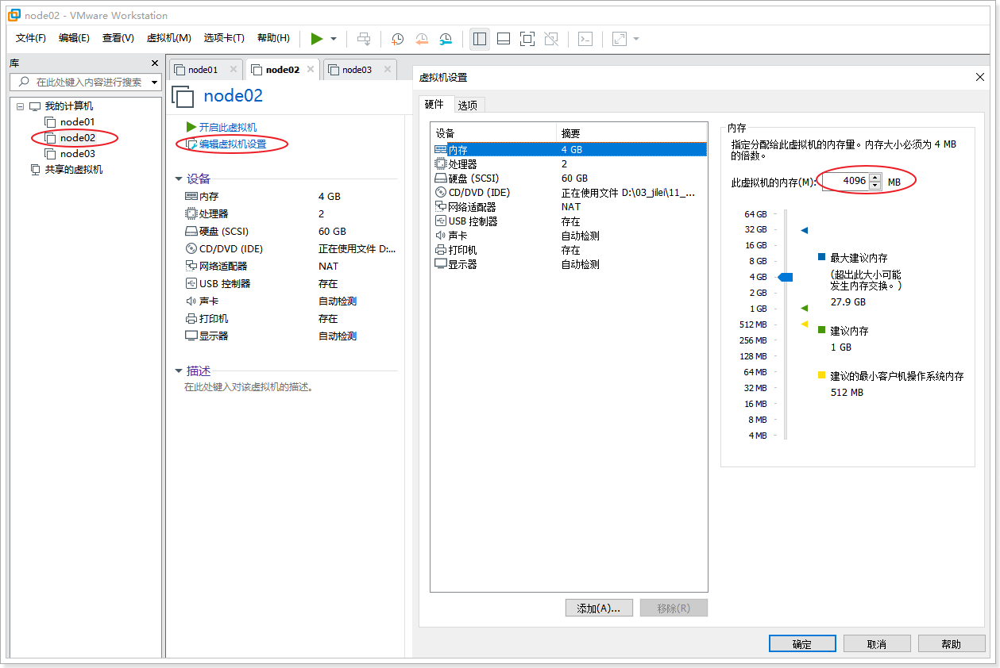 node02 - VMware Workstation
文件(F) 编辑(E) 查看(V) 虚拟机(M) 选项卡(T) 帮助(H)
库
在此处键入内容进行搜索
我的计算机
node01
node02
node03
共享的虚拟机
node01 node02 node03
node02
开启此虚拟机
编辑虚拟机设置
设备
内存 4 GB
处理器 2
硬盘 (SCSI) 60 GB
CD/DVD (IDE) 正在使用文件 D:...
网络适配器 NAT
USB 控制器 存在
声卡 自动检测
打印机 存在
显示器 自动检测
描述
在此处键入对该虚拟机的描述。
虚拟机设置
硬件 选项
设备 摘要
内存 4 GB
处理器 2
硬盘 (SCSI) 60 GB
CD/DVD (IDE) 正在使用文件 D:\03_jilei\11_...
网络适配器 NAT
USB 控制器 存在
声卡 自动检测
打印机 存在
显示器 自动检测
添加(A)... 移除(R)
内存
指定分配给此虚拟机的内存量。内存大小必须为 4 MB
的倍数。
此虚拟机的内存(M): 4096 MB
64 GB
32 GB
16 GB
8 GB
4 GB
2 GB
1 GB
512 MB
256 MB
128 MB
64 MB
32 MB
16 MB
8 MB
4 MB
最大建议内存
(超出此大小可能
发生内存交换。)
27.9 GB
建议内存
1 GB
建议的最小客户机操作系统内存
512 MB
确定 取消 帮助